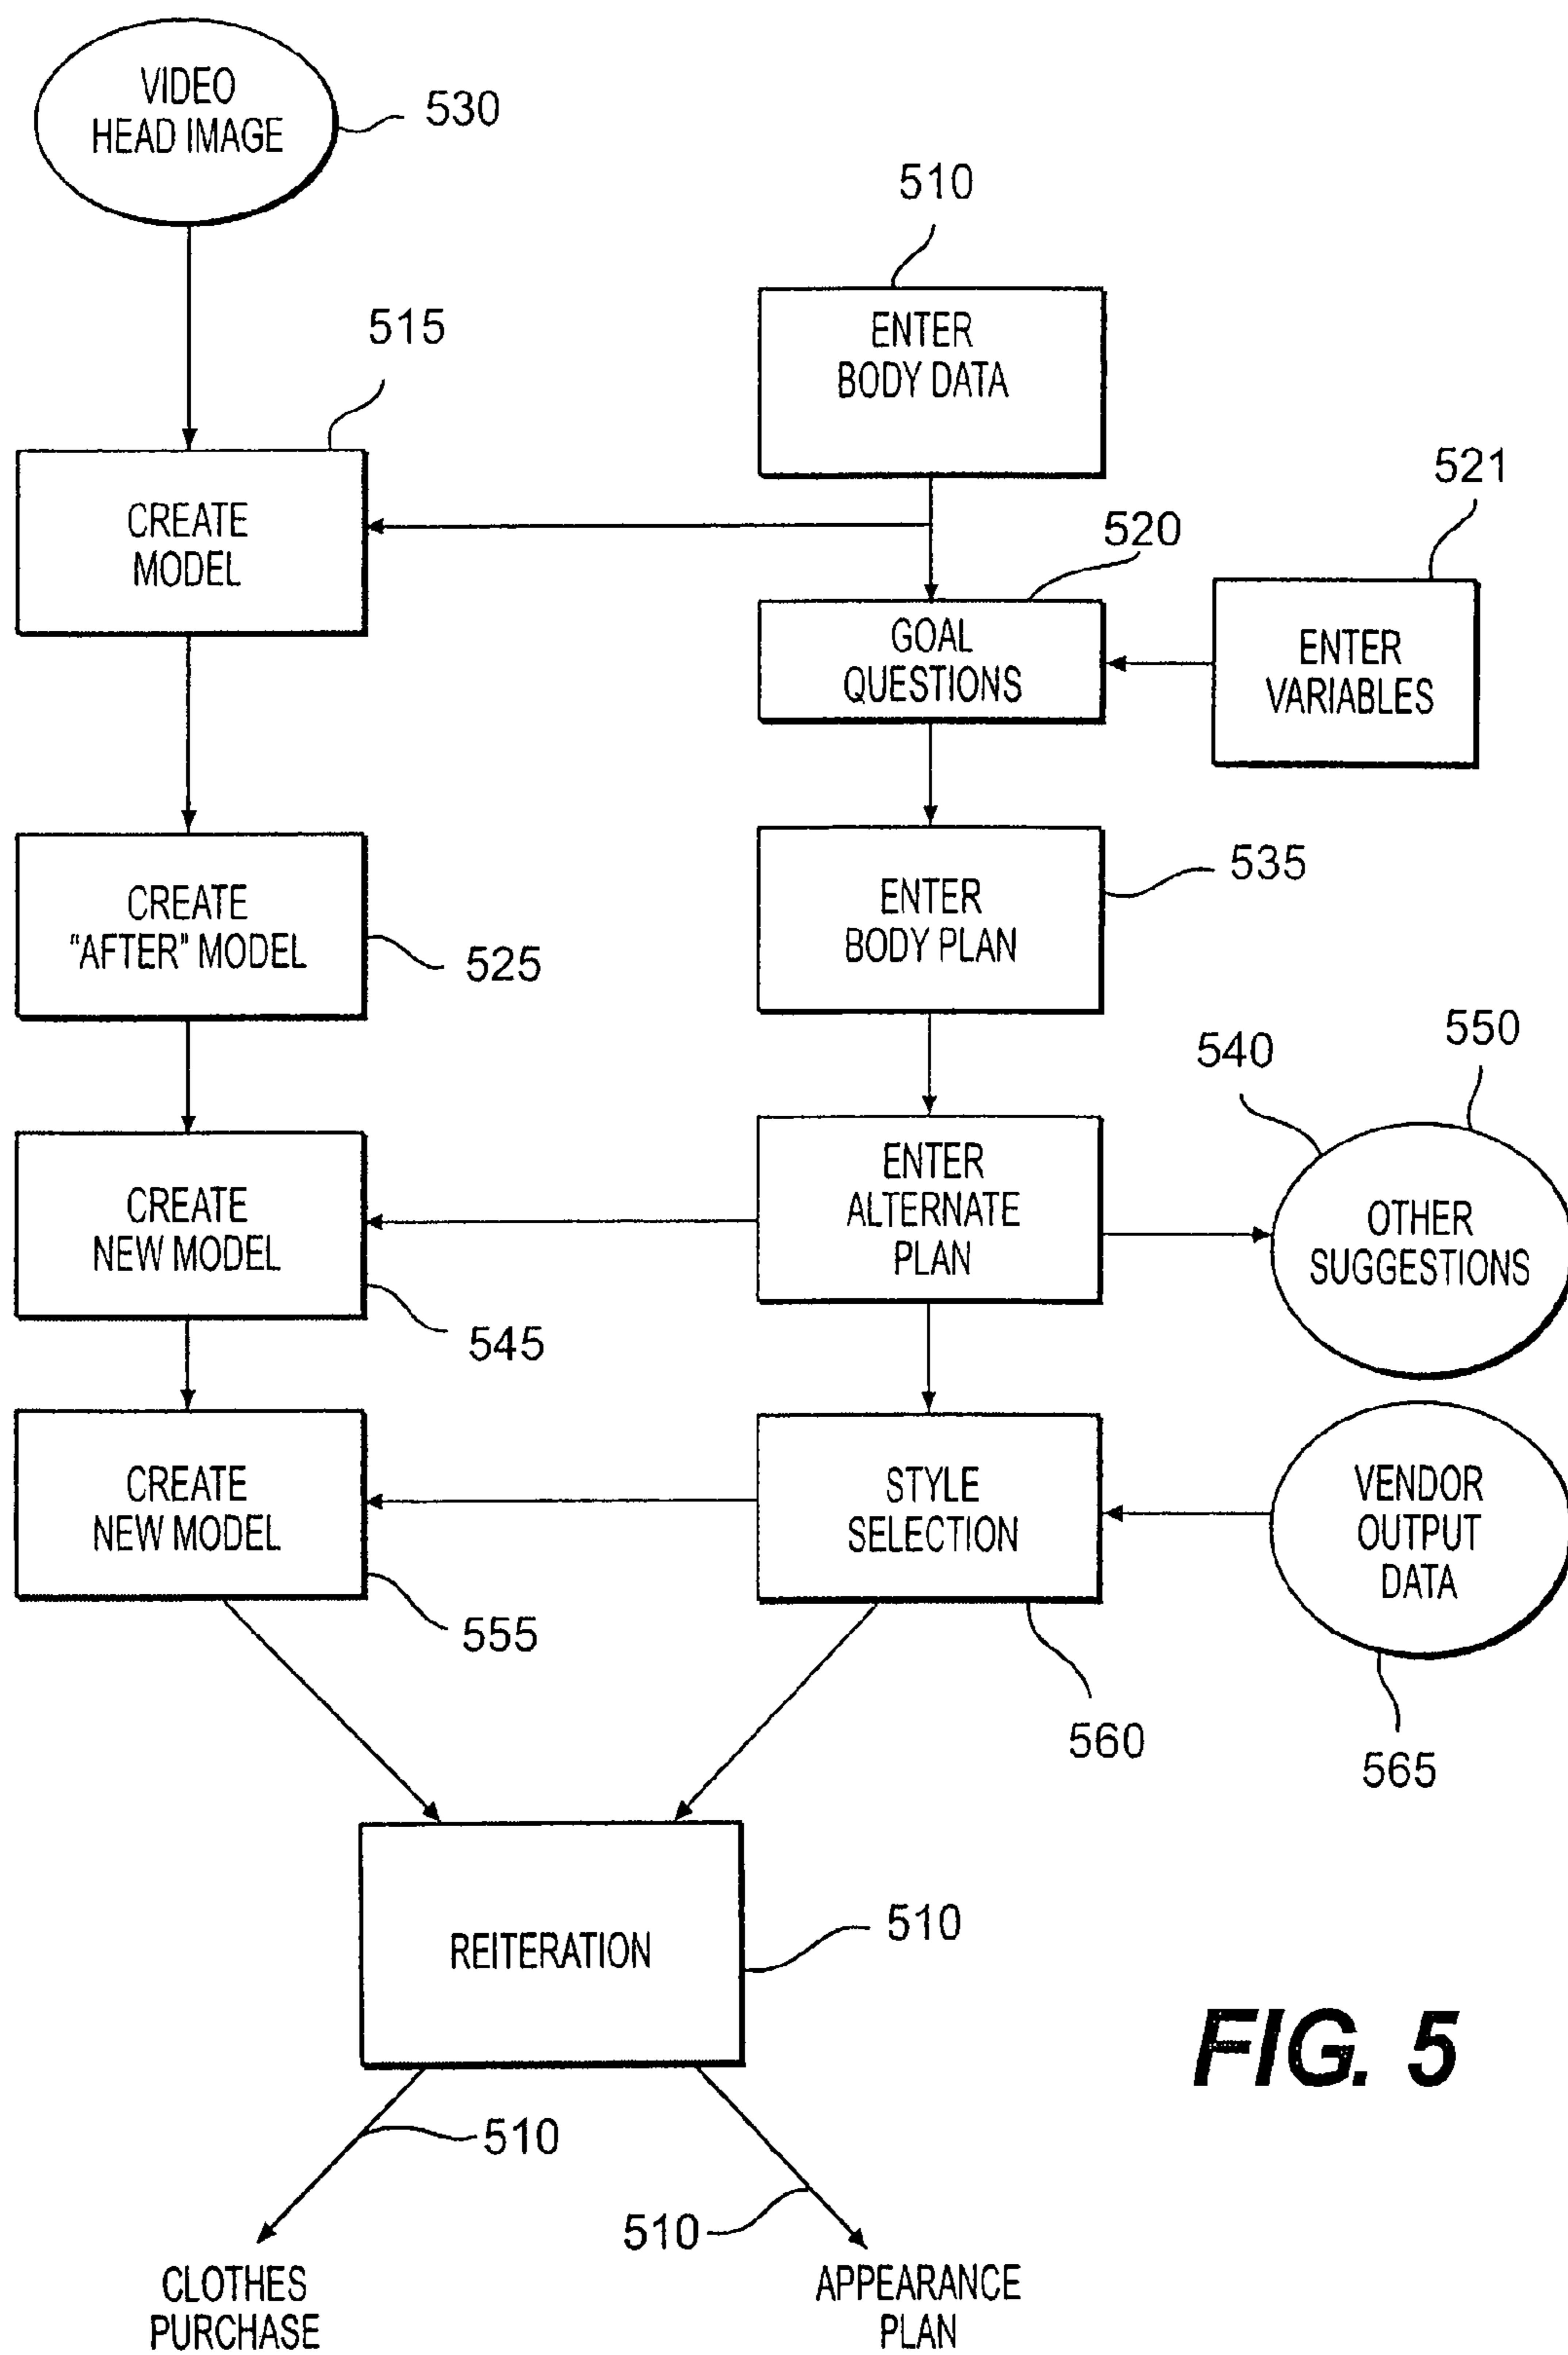 VIDEO
HEAD IMAGE
530
510
ENTER
BODY DATA
515
CREATE
MODEL
521
520
GOAL
QUESTIONS
ENTER
VARIABLES
CREATE
"AFTER" MODEL
525
ENTER
BODY PLAN
535
540
550
CREATE
NEW MODEL
545
ENTER
ALTERNATE
PLAN
OTHER
SUGGESTIONS
CREATE
NEW MODEL
555
STYLE
SELECTION
560
VENDOR
OUTPUT
DATA
565
REITERATION
510
510
510
CLOTHES
PURCHASE
APPEARANCE
PLAN
FIG. 5